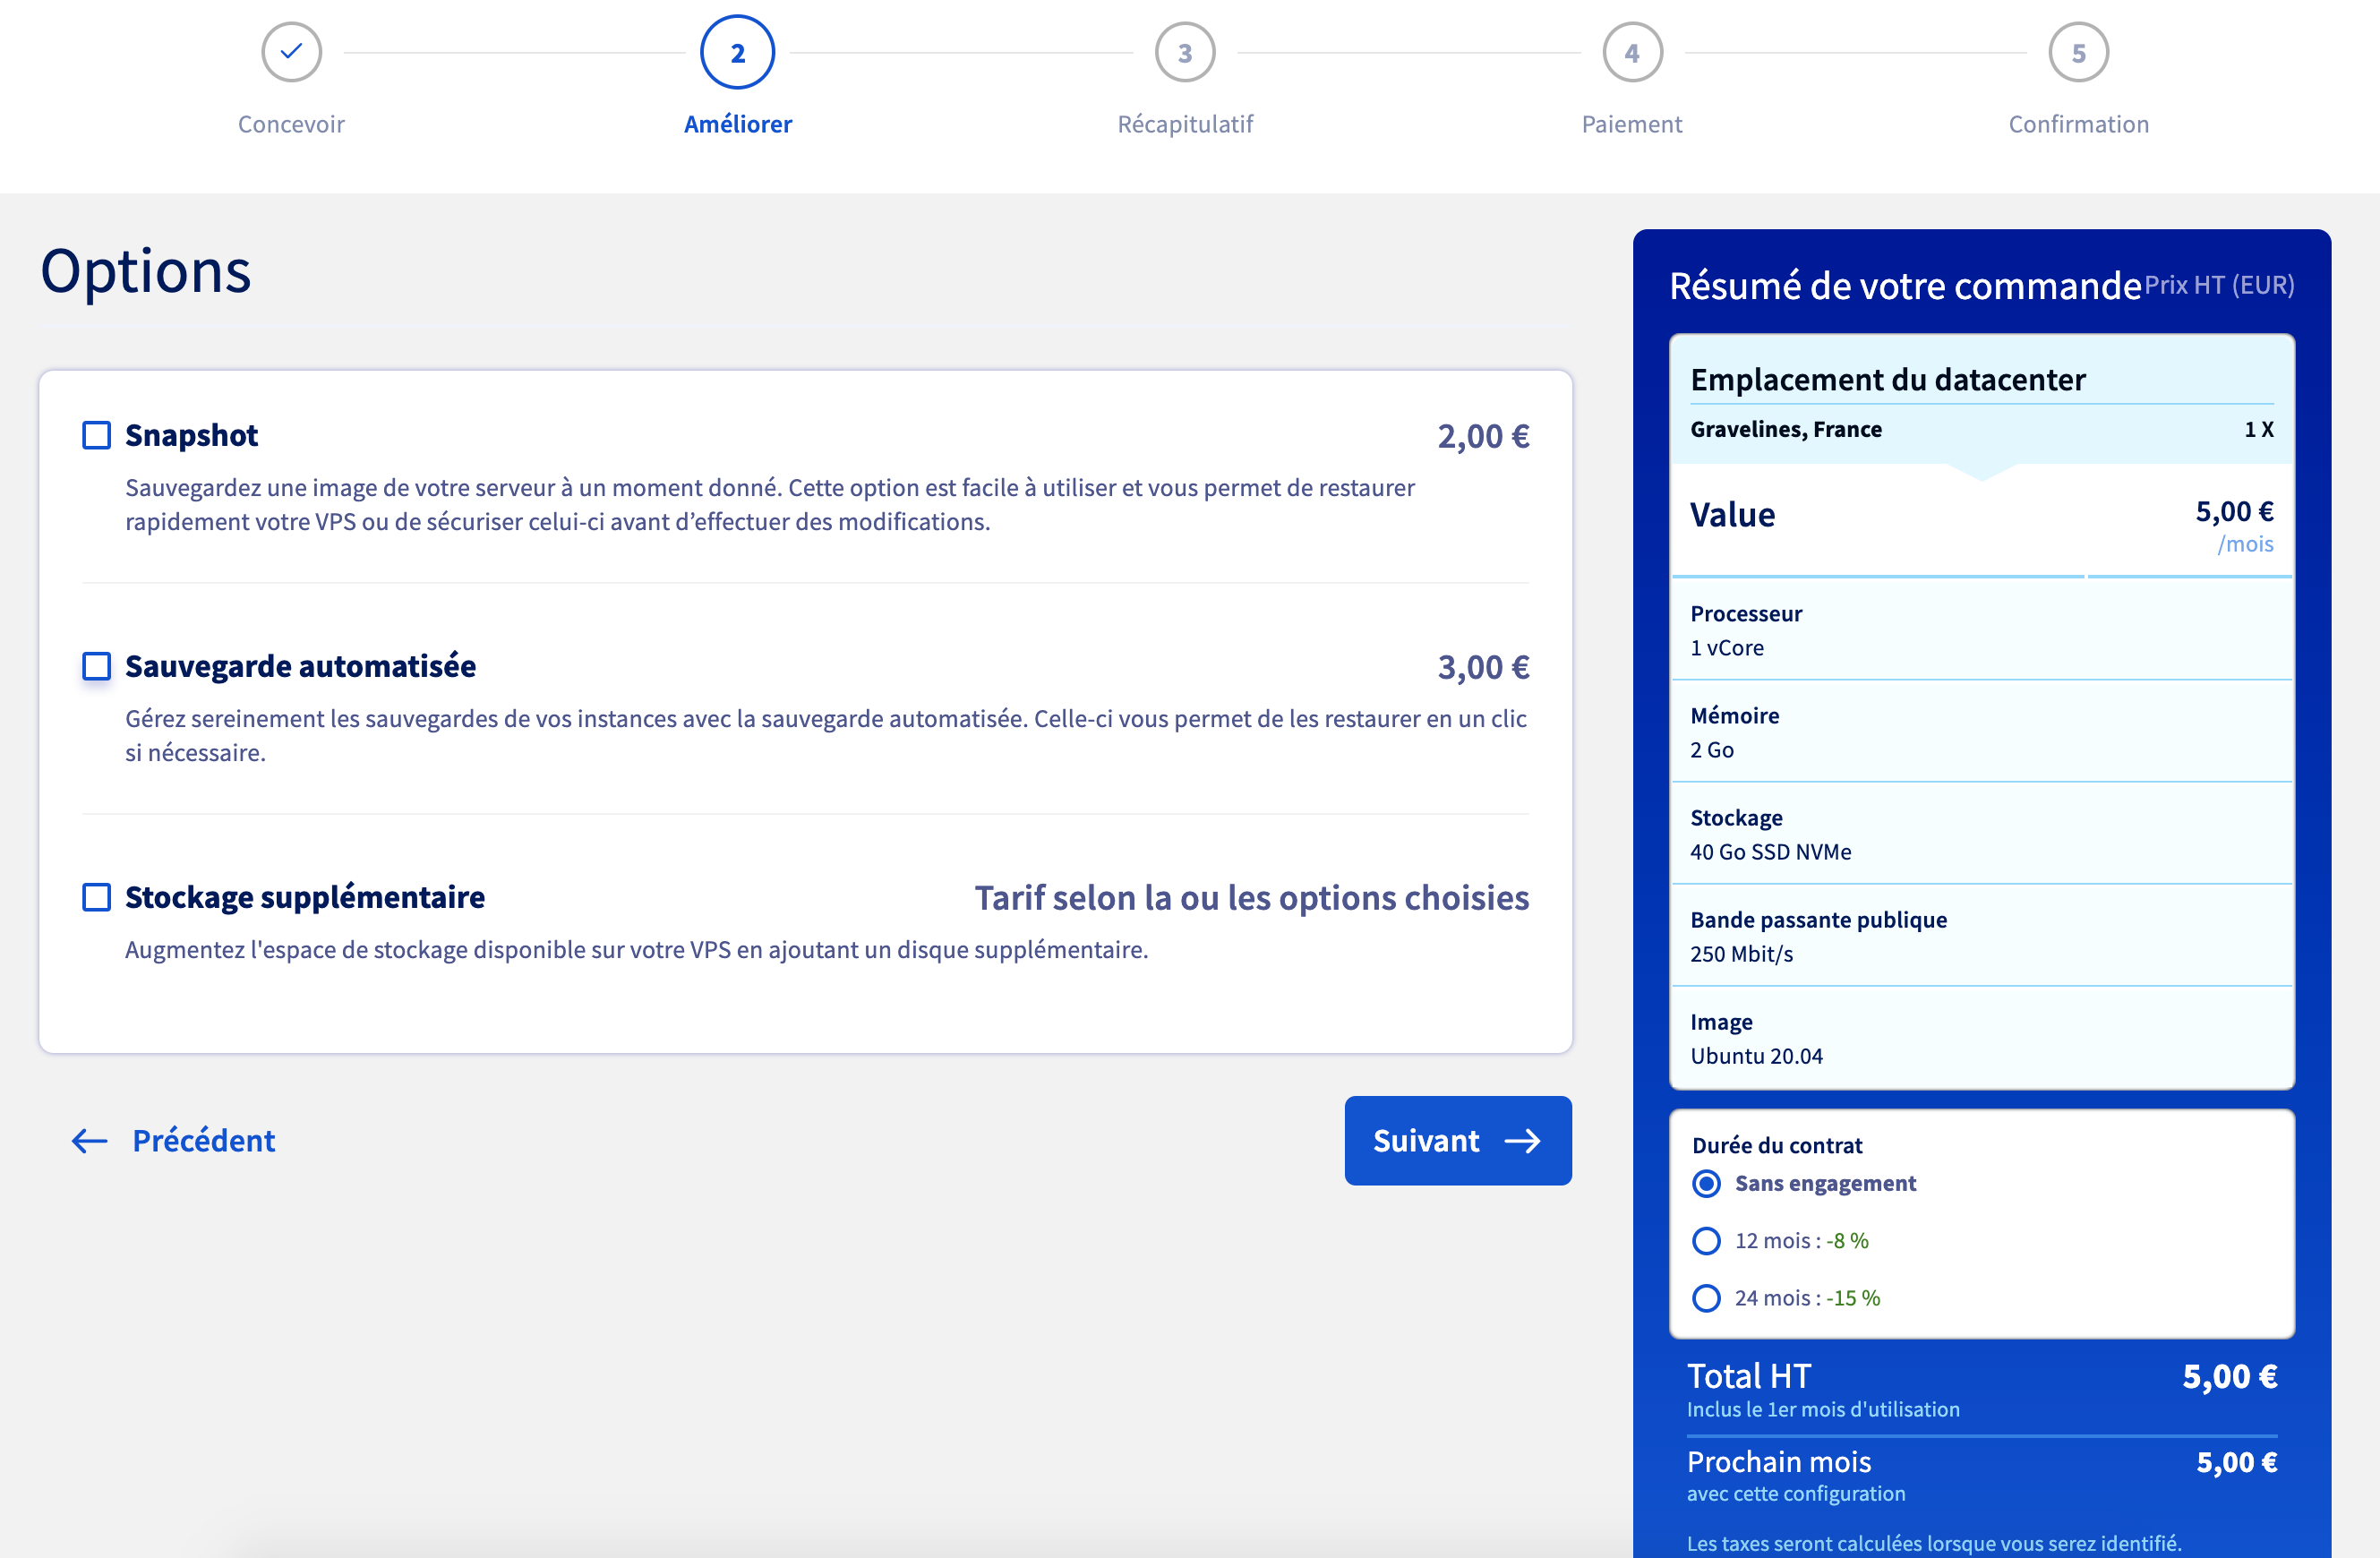 2
3
4
5
Concevoir
Améliorer
Récapitulatif
Paiement
Confirmation
Options
Snapshot
2,00 €
Sauvegardez une image de votre serveur à un moment donné. Cette option est facile à utiliser et vous permet de restaurer
rapidement votre VPS ou de sécuriser celui-ci avant d’effectuer des modifications.
Sauvegarde automatisée
3,00 €
Gérez sereinement les sauvegardes de vos instances avec la sauvegarde automatisée. Celle-ci vous permet de les restaurer en un clic
si nécessaire.
Stockage supplémentaire
Tarif selon la ou les options choisies
Augmentez l'espace de stockage disponible sur votre VPS en ajoutant un disque supplémentaire.
Précédent
Suivant
Résumé de votre commande
Prix HT (EUR)
Emplacement du datacenter
Gravelines, France
1 X
Value
5,00 €
/mois
Processeur
1 vCore
Mémoire
2 Go
Stockage
40 Go SSD NVMe
Bande passante publique
250 Mbit/s
Image
Ubuntu 20.04
Durée du contrat
Sans engagement
12 mois : -8 %
24 mois : -15 %
Total HT
5,00 €
Inclus le 1er mois d'utilisation
Prochain mois
5,00 €
avec cette configuration
Les taxes seront calculées lorsque vous serez identifié.